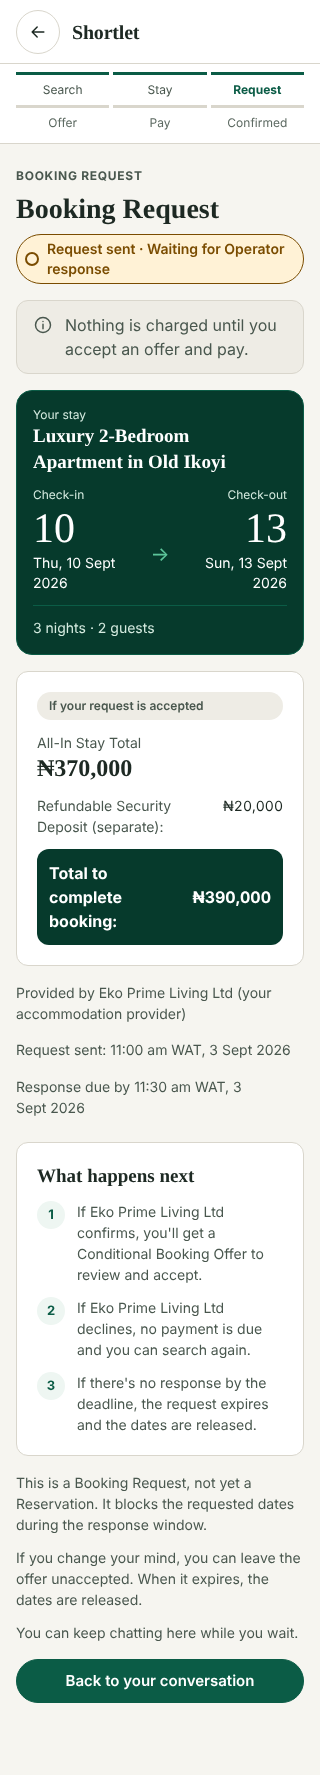 Shortlet
Search Stay Request
Offer Pay Confirmed
BOOKING REQUEST
Booking Request
Request sent · Waiting for Operator
response
Nothing is charged until you
accept an offer and pay.
Your stay
Luxury 2-Bedroom
Apartment in Old Ikoyi
Check-in Check-out
10 13
Thu, 10 Sept
2026
→
Sun, 13 Sept
2026
3 nights · 2 guests
If your request is accepted
All-In Stay Total
₦370,000
Refundable Security
Deposit (separate):
₦20,000
Total to
complete
booking:
₦390,000
Provided by Eko Prime Living Ltd (your
accommodation provider)
Request sent: 11:00 am WAT, 3 Sept 2026
Response due by 11:30 am WAT, 3
Sept 2026
What happens next
1 If Eko Prime Living Ltd
confirms, you'll get a
Conditional Booking Offer to
review and accept.
2 If Eko Prime Living Ltd
declines, no payment is due
and you can search again.
3 If there's no response by the
deadline, the request expires
and the dates are released.
This is a Booking Request, not yet a
Reservation. It blocks the requested dates
during the response window.
If you change your mind, you can leave the
offer unaccepted. When it expires, the
dates are released.
You can keep chatting here while you wait.
Back to your conversation